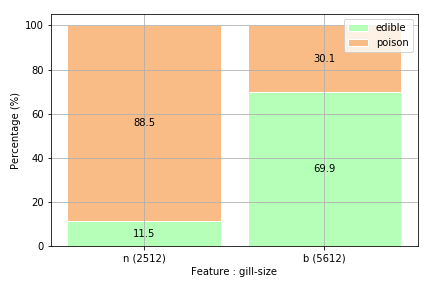 100
80
60
40
20
0
Percentage (%)
edible
poison
88.5
11.5
30.1
69.9
n (2512)
b (5612)
Feature : gill-size